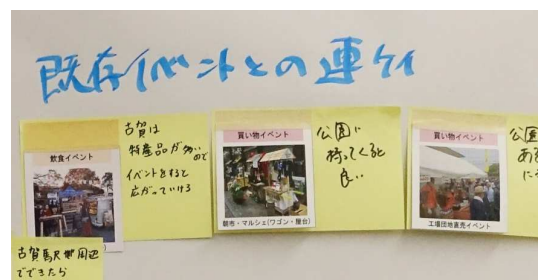 既存イベントとの連ケイ
飲食イベント
古賀は
特産品が多いので
イベントをすると
広がっていける
古賀駅周辺
でできたら
買い物イベント
朝市・マルシェ(ワゴン・屋台)
公園に
持ってくると
良い
買い物イベント
工場団地直売イベント
公園
ある
に